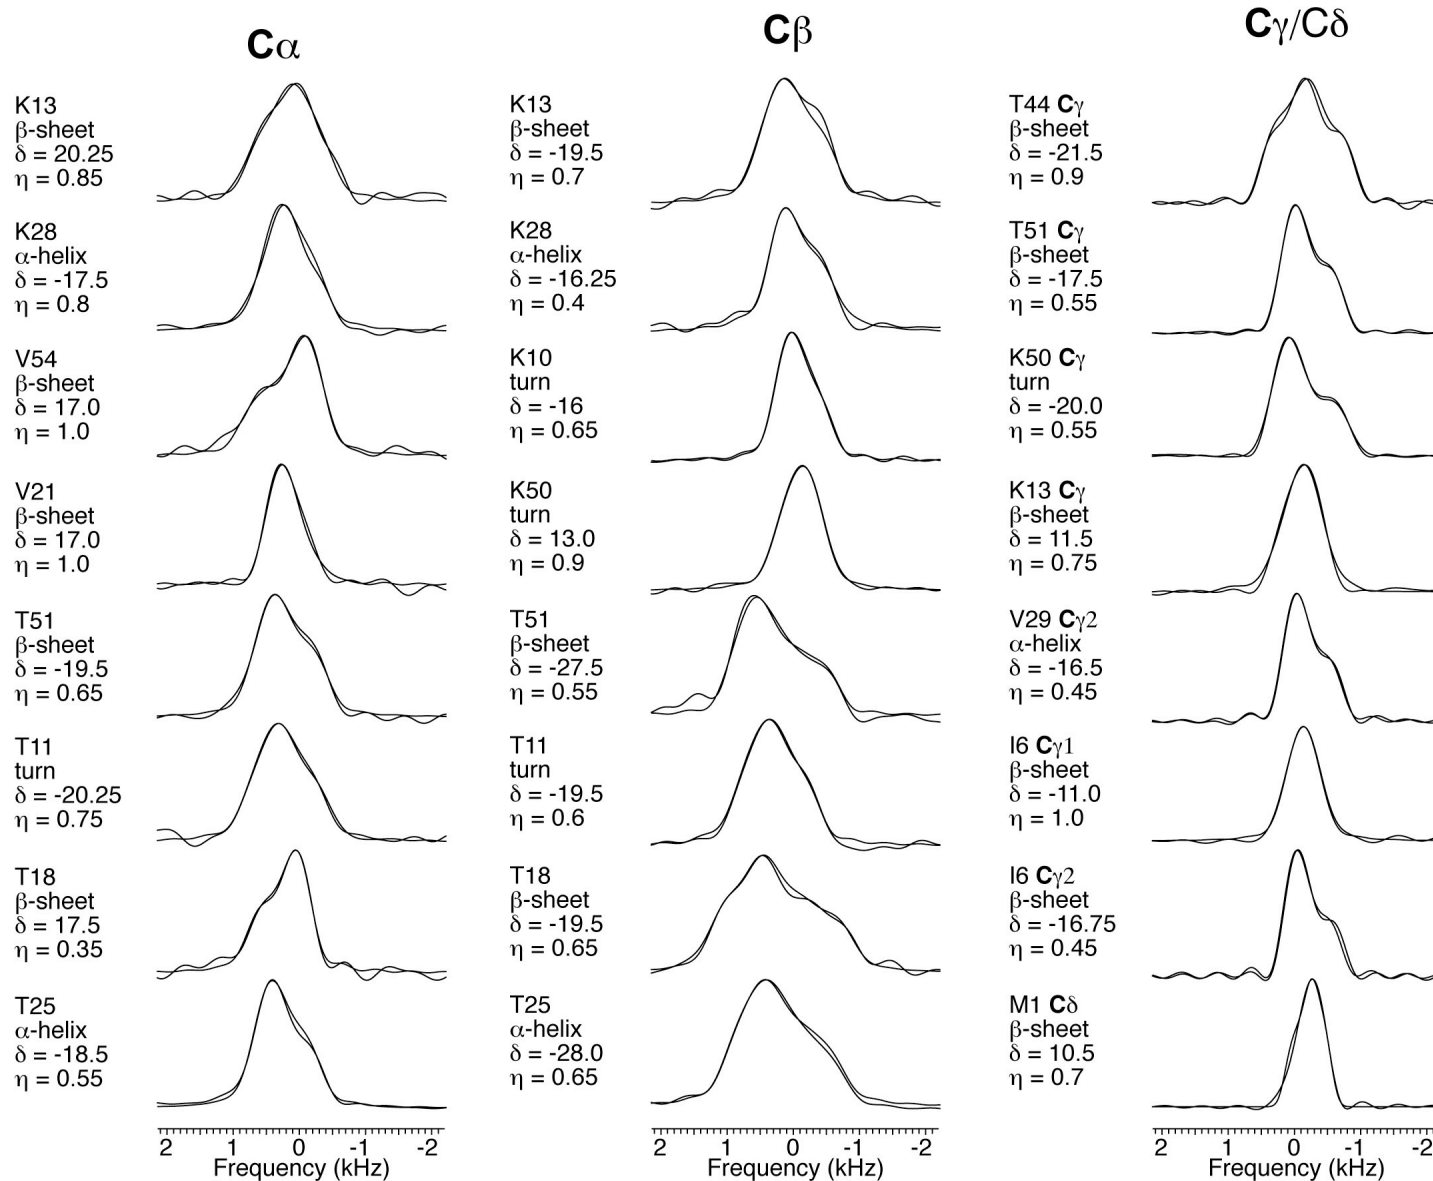 Cα
K13
β-sheet
δ = 20.25
η = 0.85
K28
α-helix
δ = -17.5
η = 0.8
V54
β-sheet
δ = 17.0
η = 1.0
V21
β-sheet
δ = 17.0
η = 1.0
T51
β-sheet
δ = -19.5
η = 0.65
T11
turn
δ = -20.25
η = 0.75
T18
β-sheet
δ = 17.5
η = 0.35
T25
α-helix
δ = -18.5
η = 0.55
2 1 0 -1 -2
Frequency (kHz)
Cβ
K13
β-sheet
δ = -19.5
η = 0.7
K28
α-helix
δ = -16.25
η = 0.4
K10
turn
δ = -16
η = 0.65
K50
turn
δ = 13.0
η = 0.9
T51
β-sheet
δ = -27.5
η = 0.55
T11
turn
δ = -19.5
η = 0.6
T18
β-sheet
δ = -19.5
η = 0.65
T25
α-helix
δ = -28.0
η = 0.65
2 1 0 -1 -2
Frequency (kHz)
Cγ/Cδ
T44 Cγ
β-sheet
δ = -21.5
η = 0.9
T51 Cγ
β-sheet
δ = -17.5
η = 0.55
K50 Cγ
turn
δ = -20.0
η = 0.55
K13 Cγ
β-sheet
δ = 11.5
η = 0.75
V29 Cγ2
α-helix
δ = -16.5
η = 0.45
I6 Cγ1
β-sheet
δ = -11.0
η = 1.0
I6 Cγ2
β-sheet
δ = -16.75
η = 0.45
M1 Cδ
β-sheet
δ = 10.5
η = 0.7
2 1 0 -1 -2
Frequency (kHz)